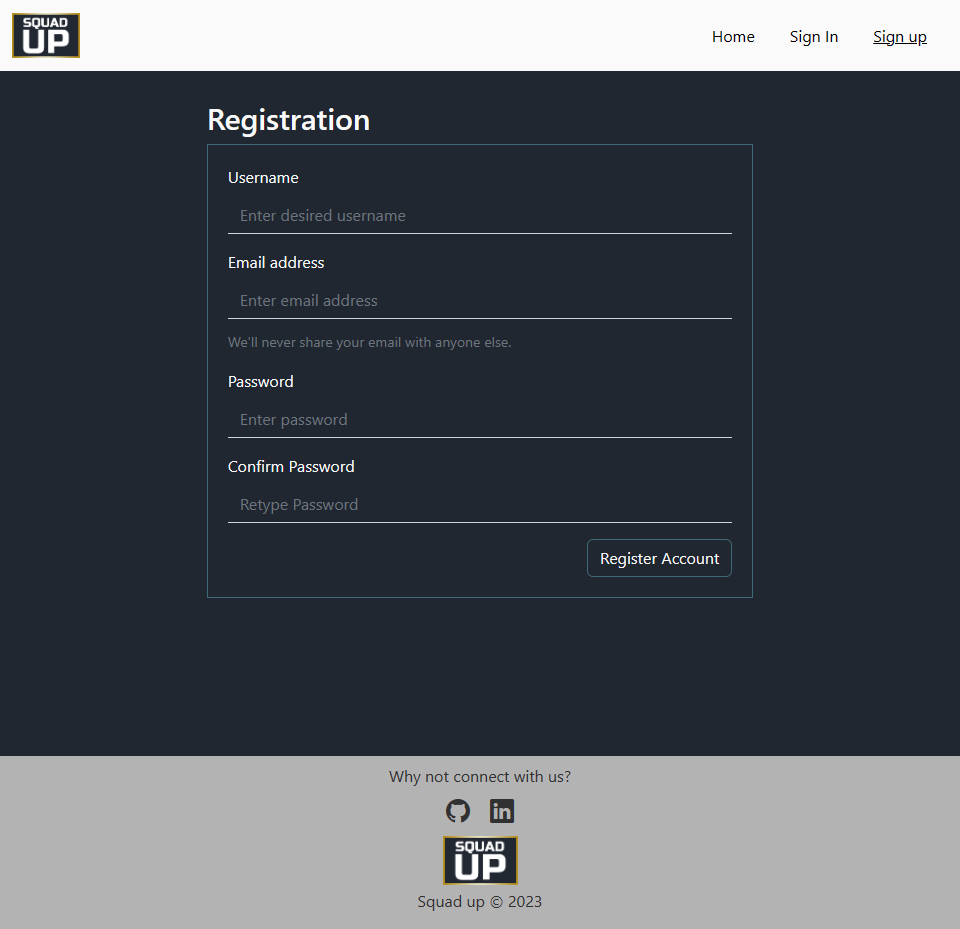 SQUAD
UP
Home Sign In Sign up
Registration
Username
Enter desired username
Email address
Enter email address
We'll never share your email with anyone else.
Password
Enter password
Confirm Password
Retype Password
Register Account
Why not connect with us?
in
SQUAD
UP
Squad up © 2023